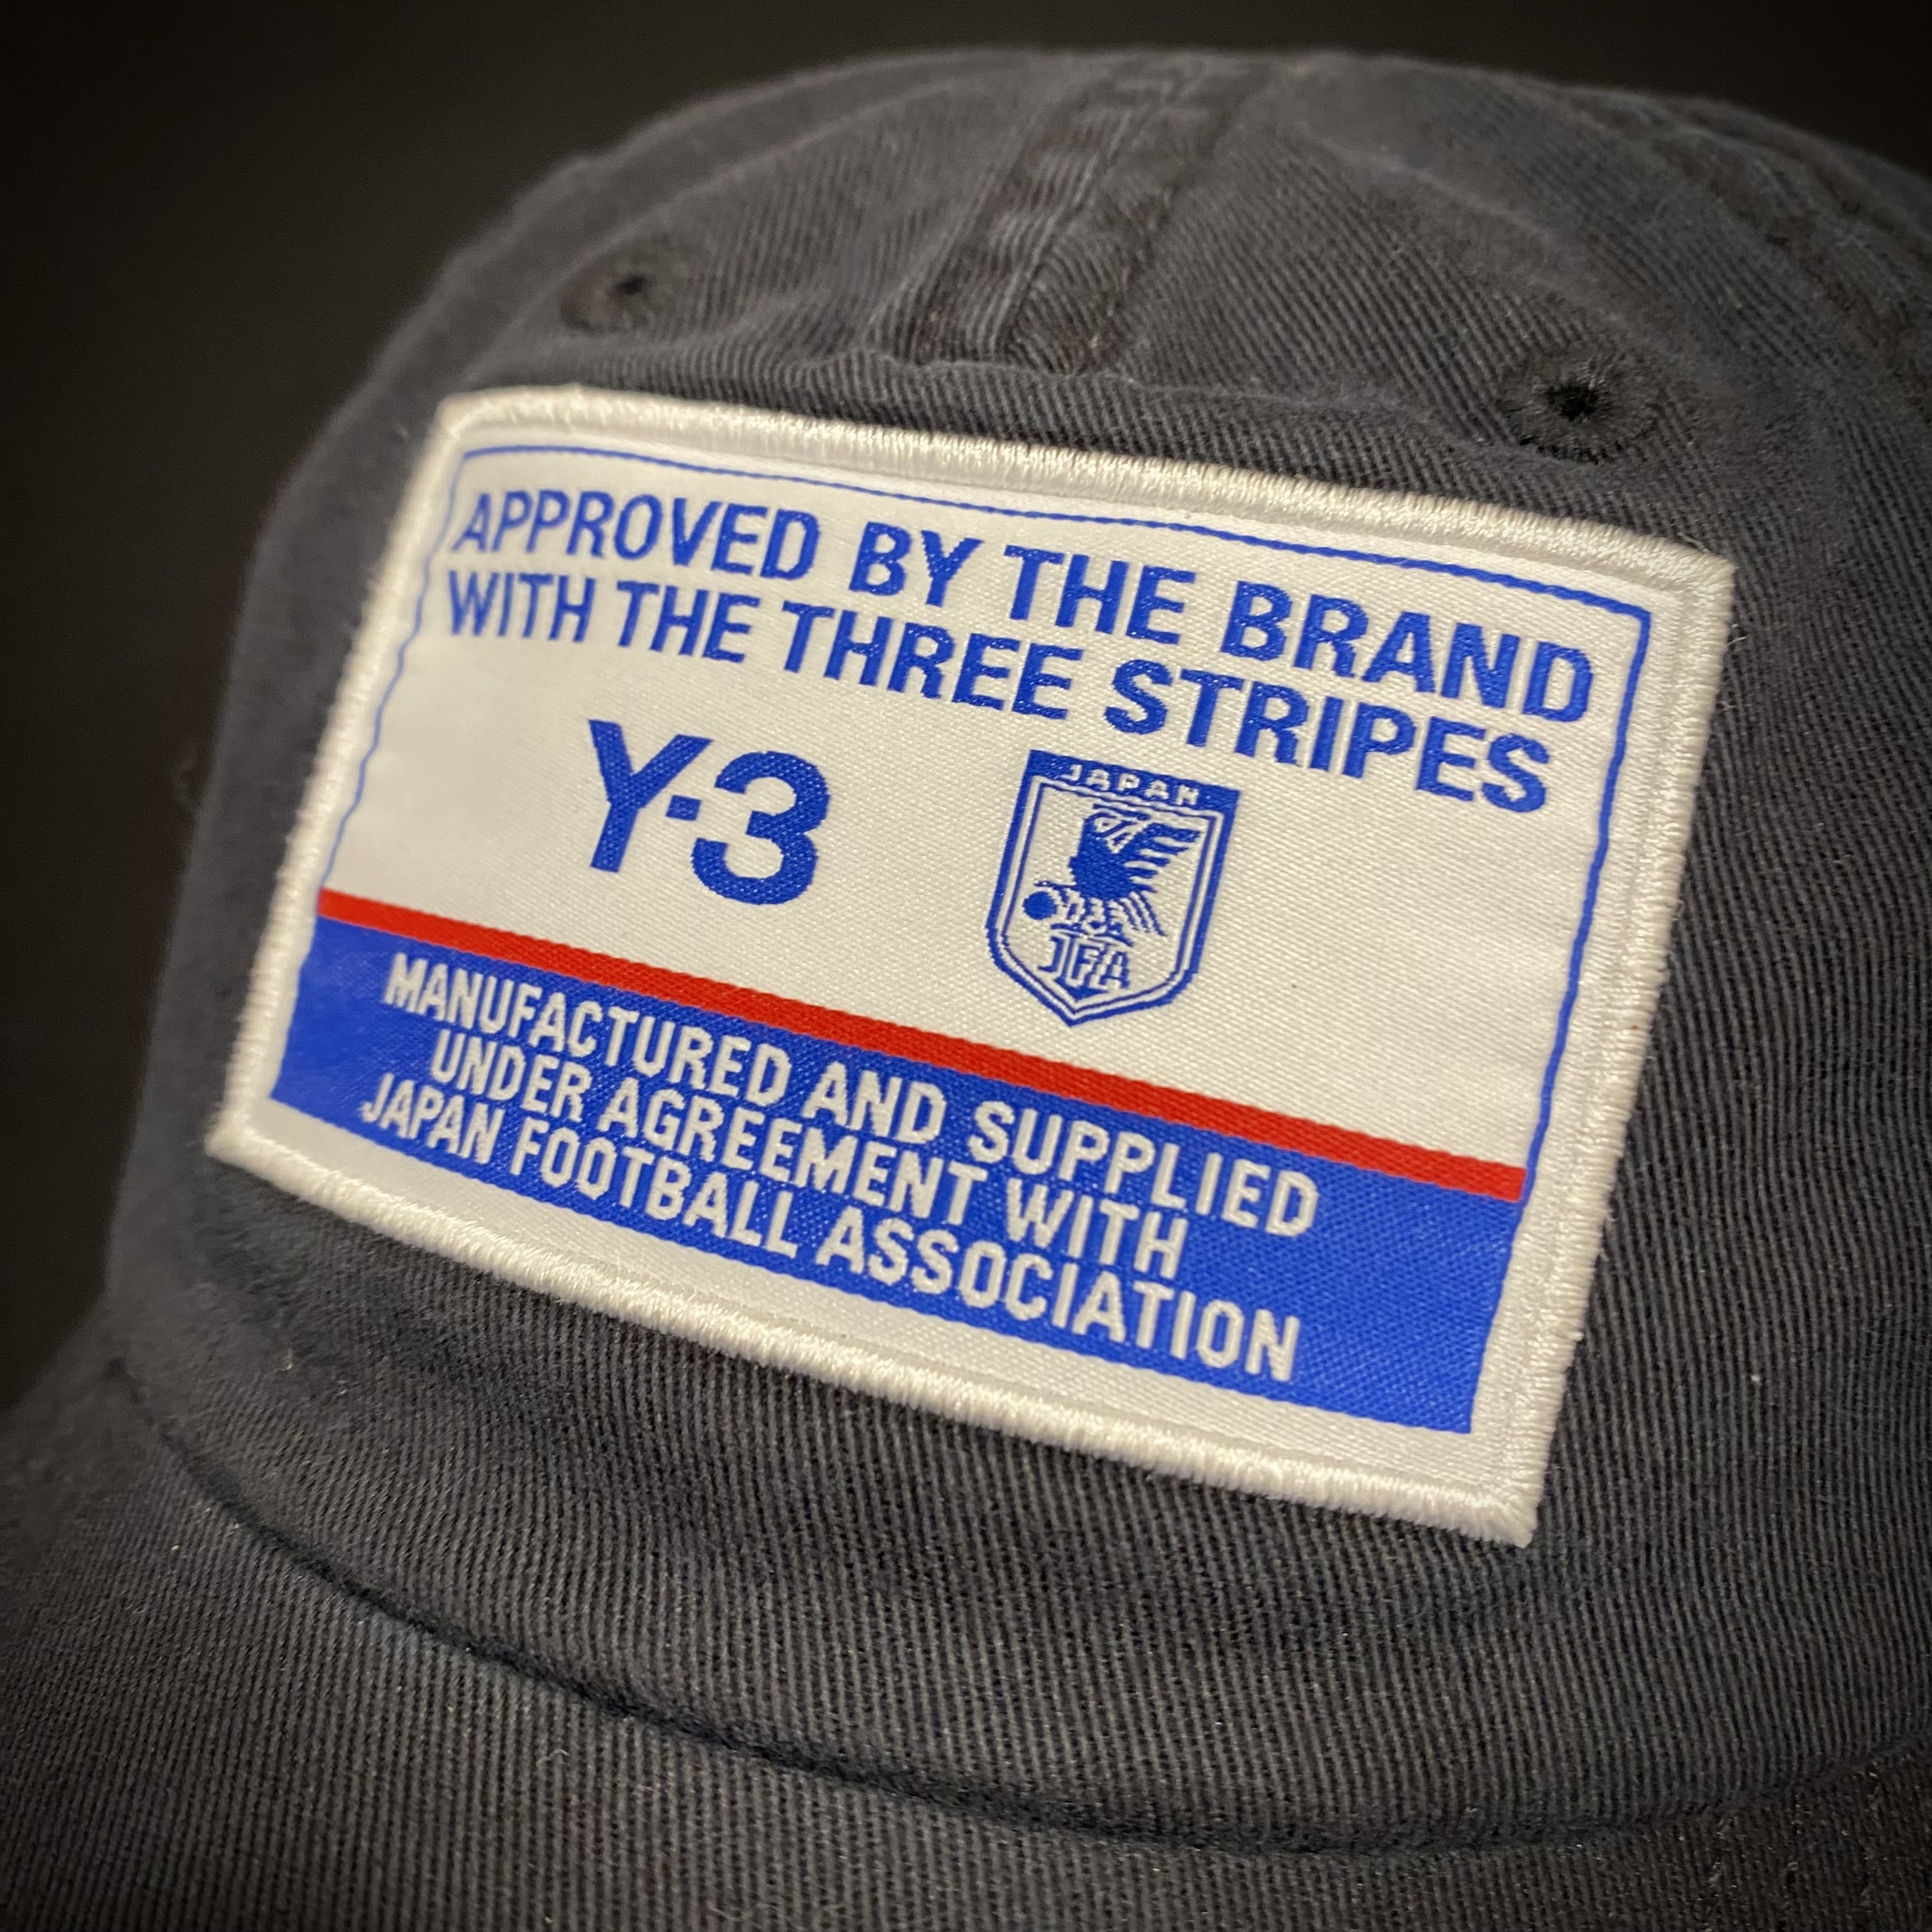 APPROVED BY THE BRAND
WITH THE THREE STRIPES
Y-3
JAPAN
JFA
MANUFACTURED AND SUPPLIED
UNDER AGREEMENT WITH
JAPAN FOOTBALL ASSOCIATION